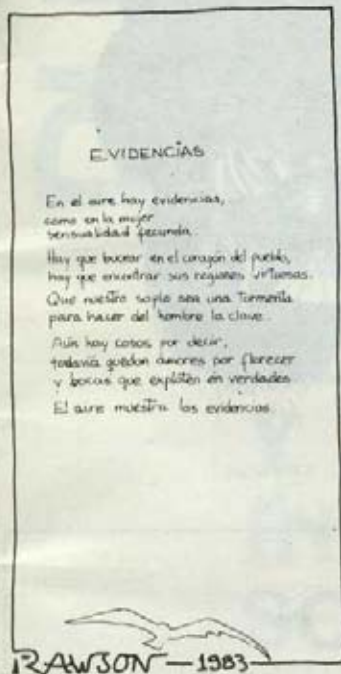 EVIDENCIAS
En el aire hay evidencias,
como en la mujer
sensualidad fecunda.
Hay que bucear en el corazón del pueblo,
hay que encontrar sus regiones virtuosas.
Que nuestro soplo sea una tormenta
para hacer del hombre la clave.
Aún hay cosas por decir,
todavía quedan amores por florecer
y bocas que exploten en verdades
El aire muestra las evidencias.
RAWSON — 1983